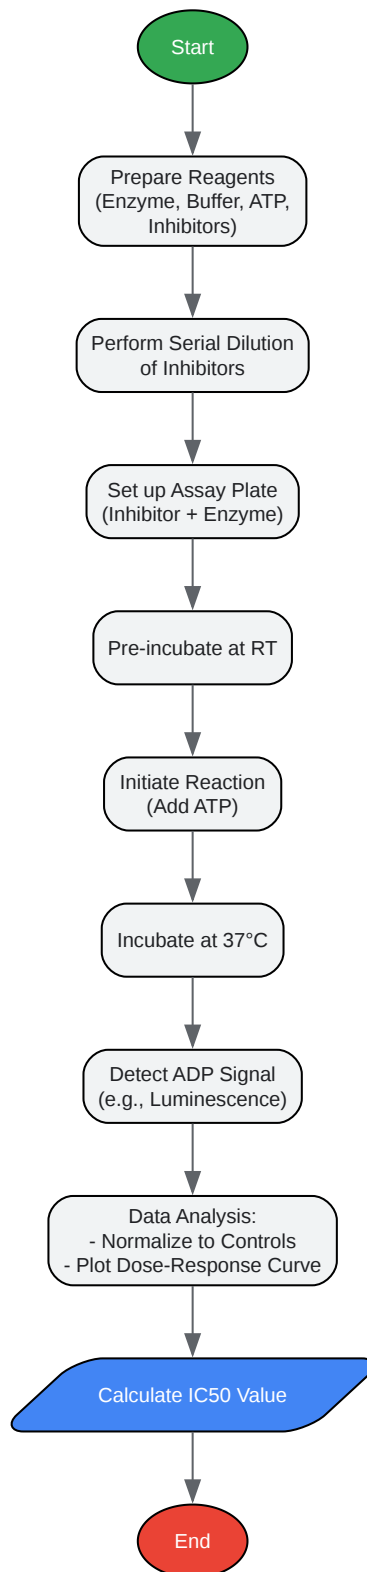 Start
Prepare Reagents
(Enzyme, Buffer, ATP,
Inhibitors)
Perform Serial Dilution
of Inhibitors
Set up Assay Plate
(Inhibitor + Enzyme)
Pre-incubate at RT
Initiate Reaction
(Add ATP)
Incubate at 37°C
Detect ADP Signal
(e.g., Luminescence)
Data Analysis:
- Normalize to Controls
- Plot Dose-Response Curve
Calculate IC50 Value
End